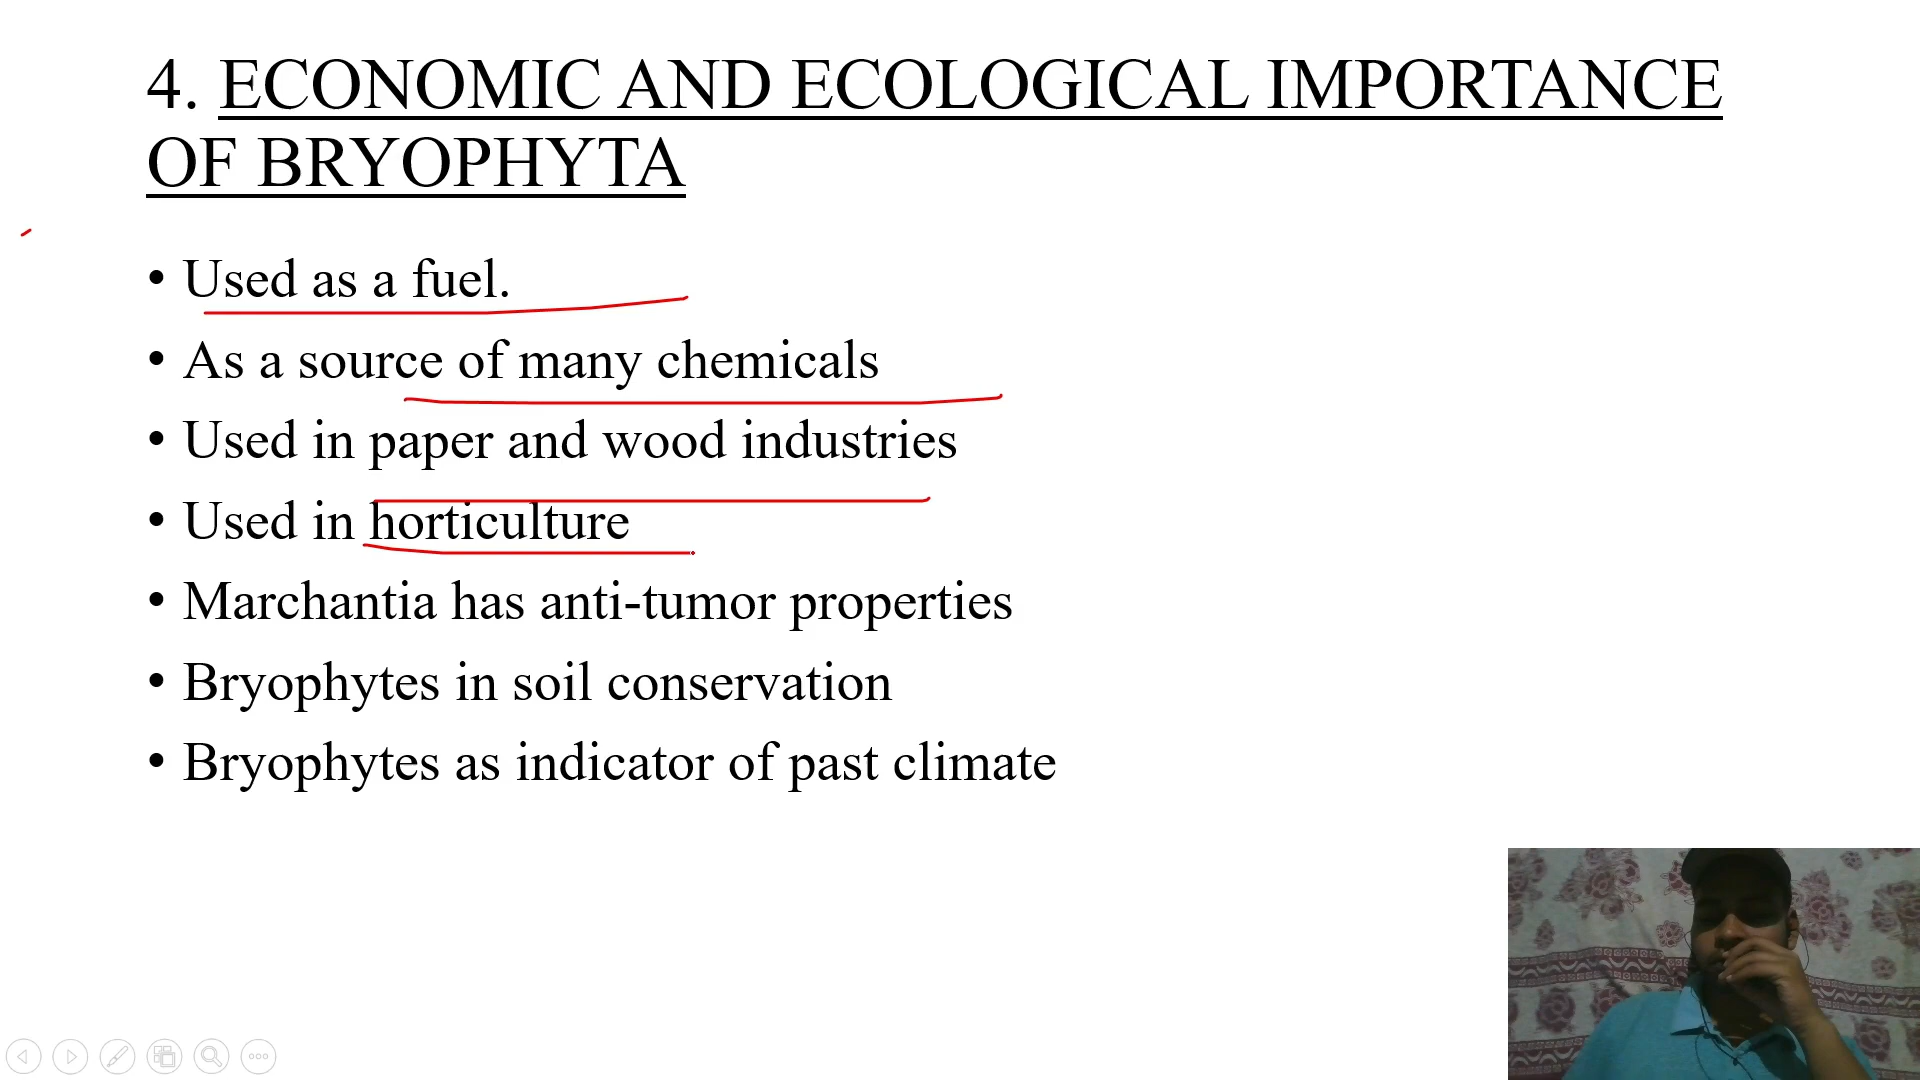 4. ECONOMIC AND ECOLOGICAL IMPORTANCE
OF BRYOPHYTA
• Used as a fuel.
• As a source of many chemicals
• Used in paper and wood industries
• Used in horticulture
• Marchantia has anti-tumor properties
• Bryophytes in soil conservation
• Bryophytes as indicator of past climate